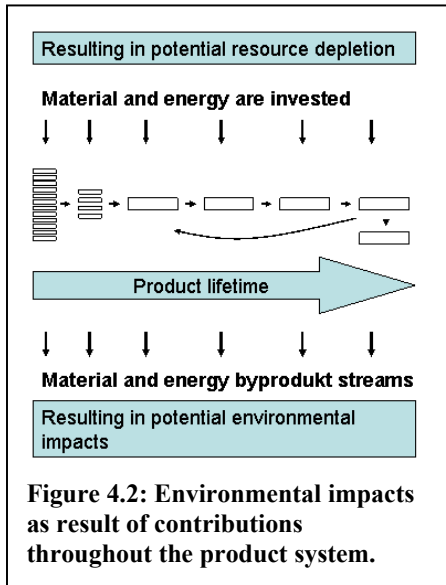 Resulting in potential resource depletion
Material and energy are invested
Product lifetime
Material and energy byprodukt streams
Resulting in potential environmental
impacts
Figure 4.2: Environmental impacts
as result of contributions
throughout the product system.